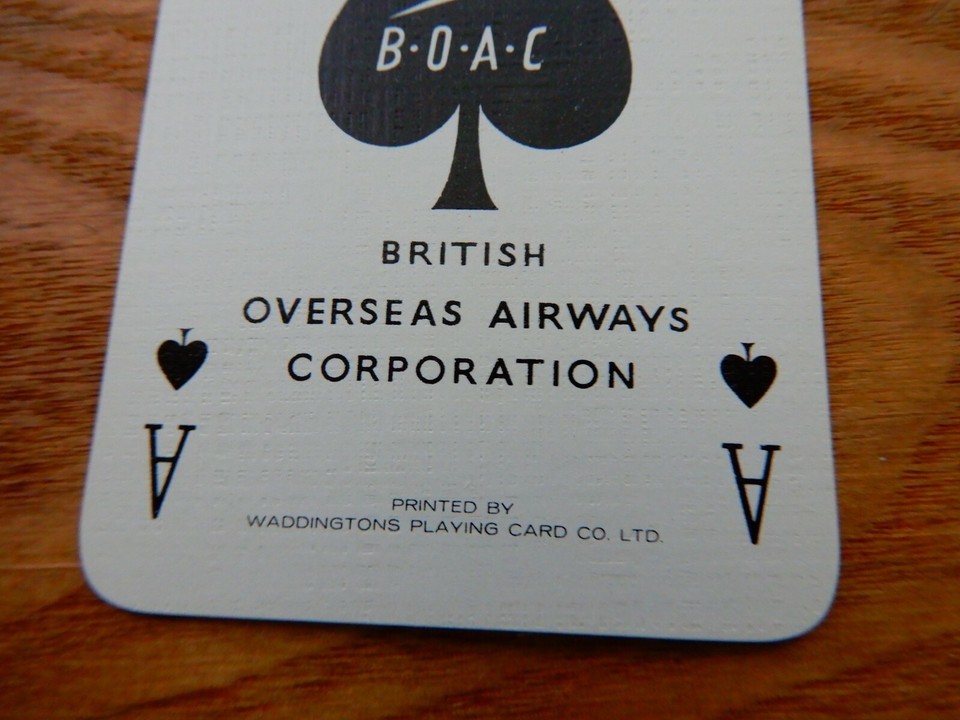 B·O·A·C
BRITISH
OVERSEAS AIRWAYS
CORPORATION
A
A
PRINTED BY
WADDINGTONS PLAYING CARD CO. LTD.